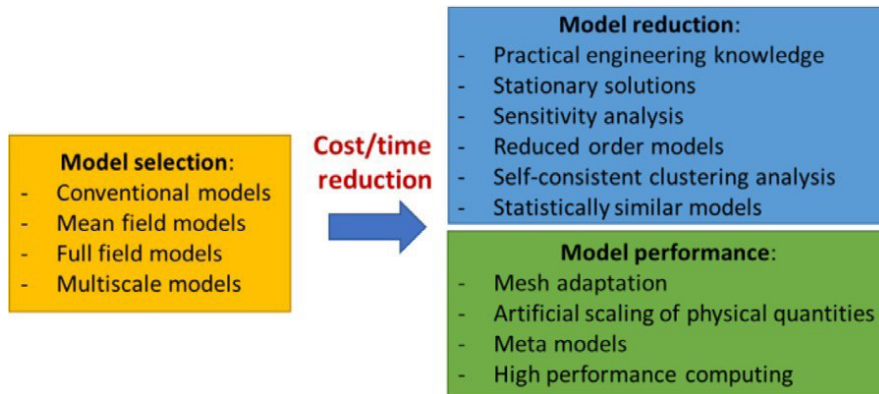 Model selection:
- Conventional models
- Mean field models
- Full field models
- Multiscale models
Cost/time
reduction
Model reduction:
- Practical engineering knowledge
- Stationary solutions
- Sensitivity analysis
- Reduced order models
- Self-consistent clustering analysis
- Statistically similar models
Model performance:
- Mesh adaptation
- Artificial scaling of physical quantities
- Meta models
- High performance computing